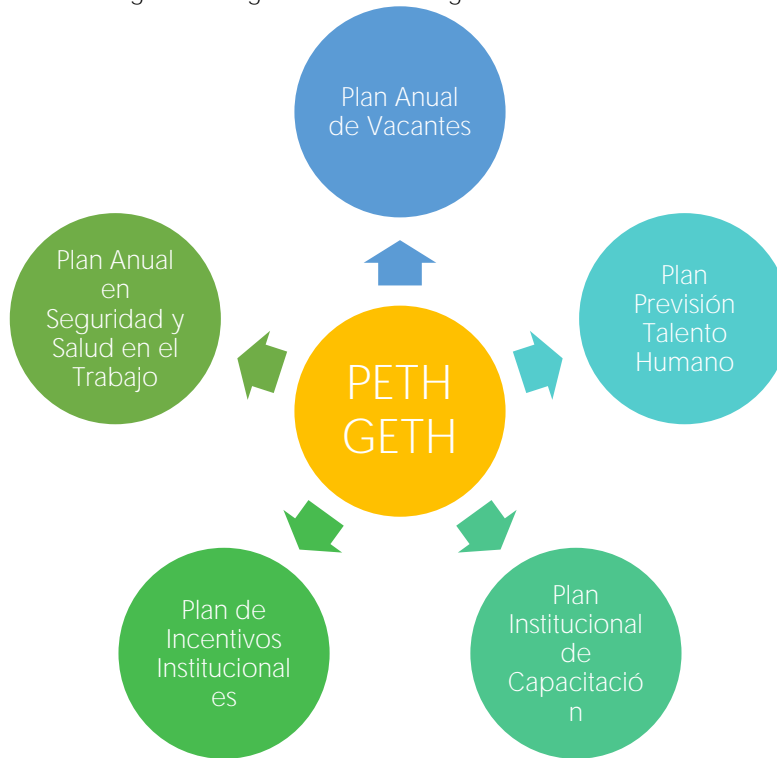 Plan Anual
de Vacantes
Plan
Previsión
Talento
Humano
Plan
Institucional
de
Capacitació
n
Plan de
Incentivos
Institucional
es
Plan Anual
en
Seguridad y
Salud en el
Trabajo
PETH
GETH